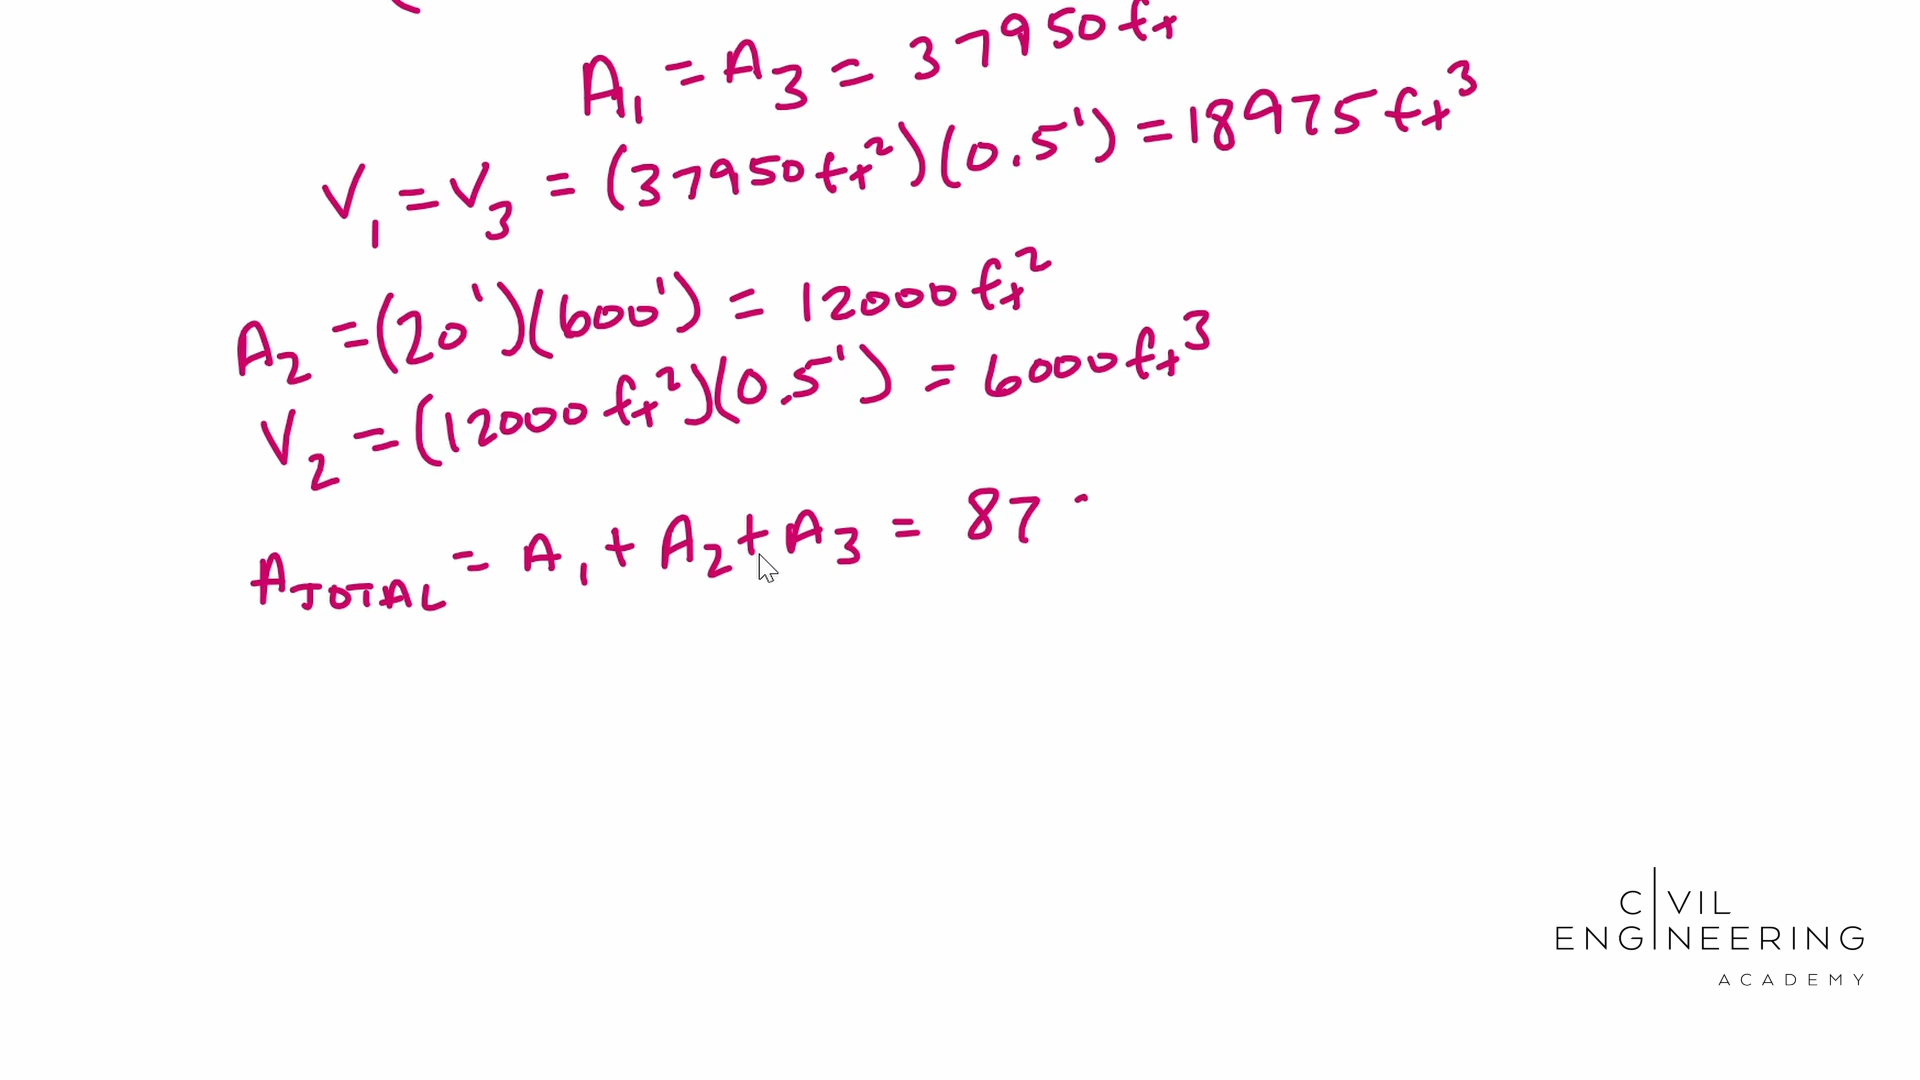 A₁ = A₃ = 37950 ft
V₁ = V₃ = (37950 ft²)(0.5') = 18975 ft³
A₂ = (20')(600') = 12000 ft²
V₂ = (12000 ft²)(0.5') = 6000 ft³
A_TOTAL = A₁ + A₂ + A₃ = 87
CIVIL
ENGINEERING
ACADEMY